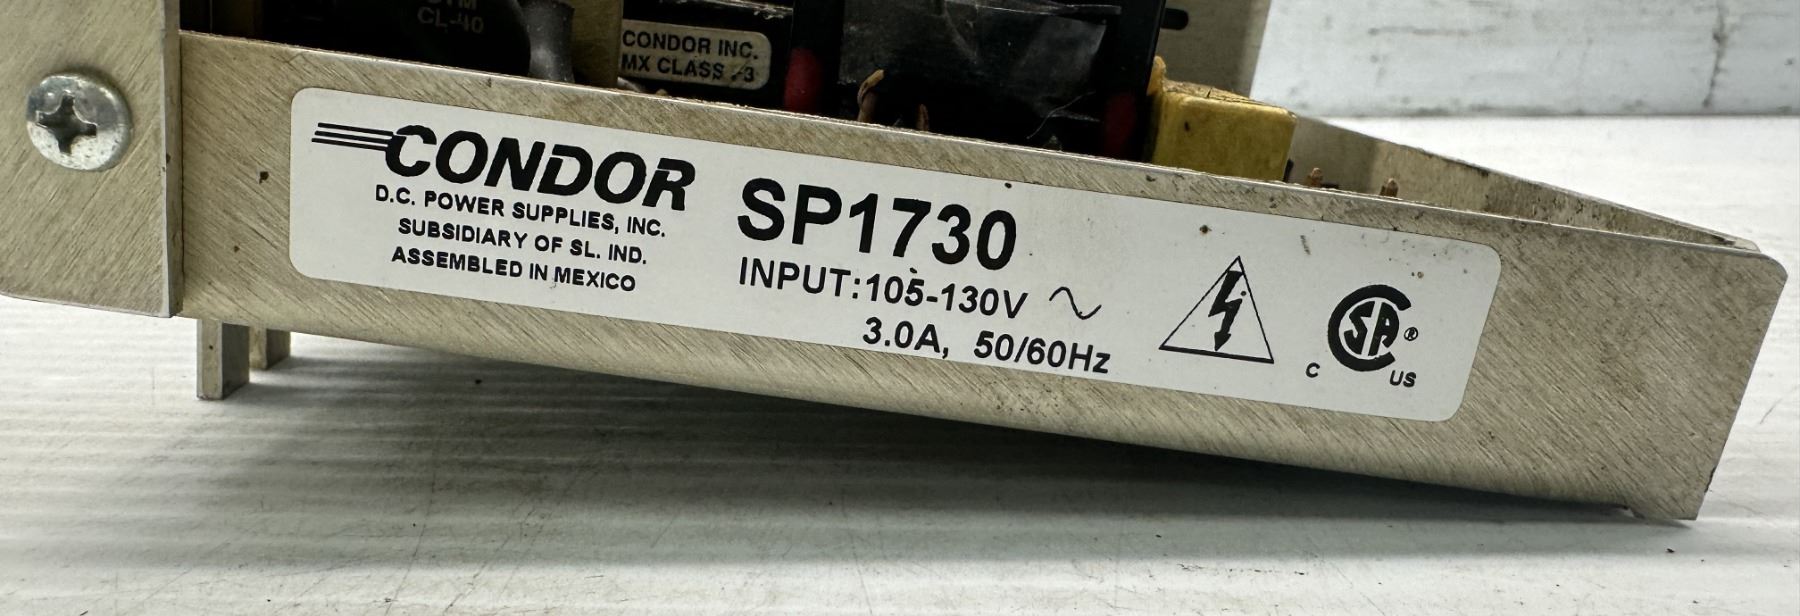 CL-40
CONDOR INC.
MX CLASS
CONDOR
D.C. POWER SUPPLIES, INC.
SUBSIDIARY OF SL. IND.
ASSEMBLED IN MEXICO
SP1730
INPUT:105-130V ∿
3.0A, 50/60Hz
SA ®
C US